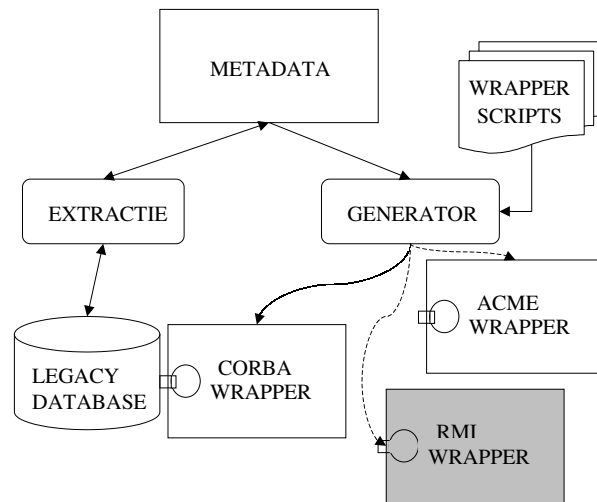 METADATA
WRAPPER
SCRIPTS
EXTRACTIE
GENERATOR
ACME
WRAPPER
LEGACY
DATABASE
CORBA
WRAPPER
RMI
WRAPPER